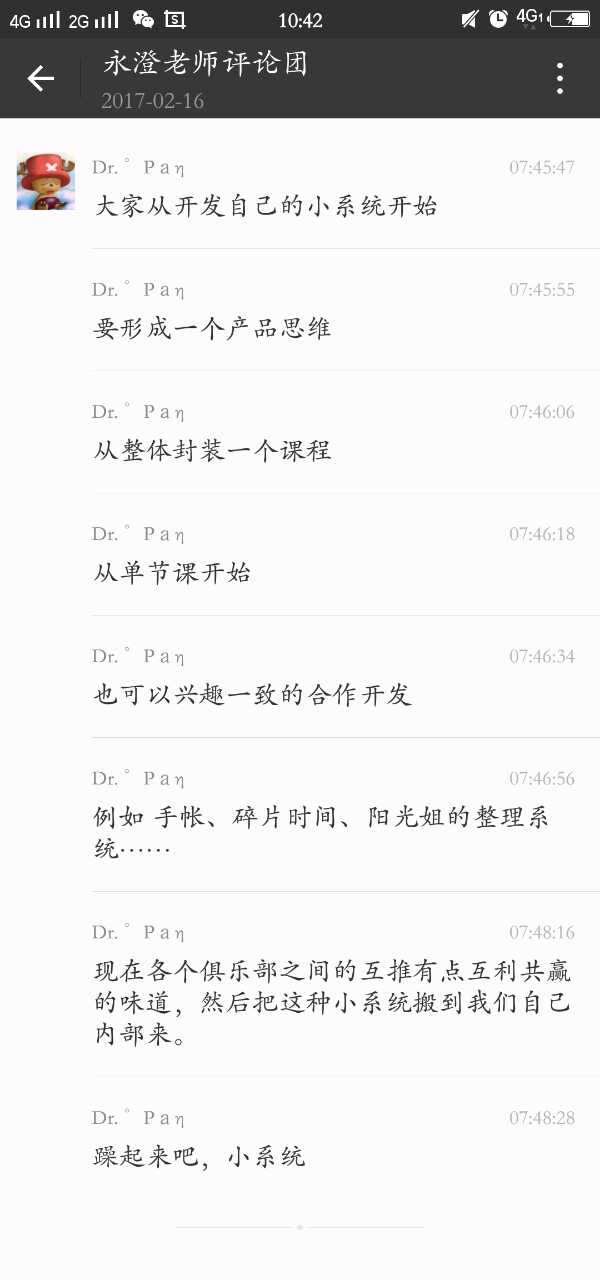 4G 2G 10:42 4G1
永澄老师评论团
2017-02-16
Dr.°Paη 07:45:47
大家从开发自己的小系统开始
Dr.°Paη 07:45:55
要形成一个产品思维
Dr.°Paη 07:46:06
从整体封装一个课程
Dr.°Paη 07:46:18
从单节课开始
Dr.°Paη 07:46:34
也可以兴趣一致的合作开发
Dr.°Paη 07:46:56
例如 手帐、碎片时间、阳光姐的整理系
统……
Dr.°Paη 07:48:16
现在各个俱乐部之间的互推有点互利共赢
的味道，然后把这种小系统搬到我们自己
内部来。
Dr.°Paη 07:48:28
躁起来吧，小系统